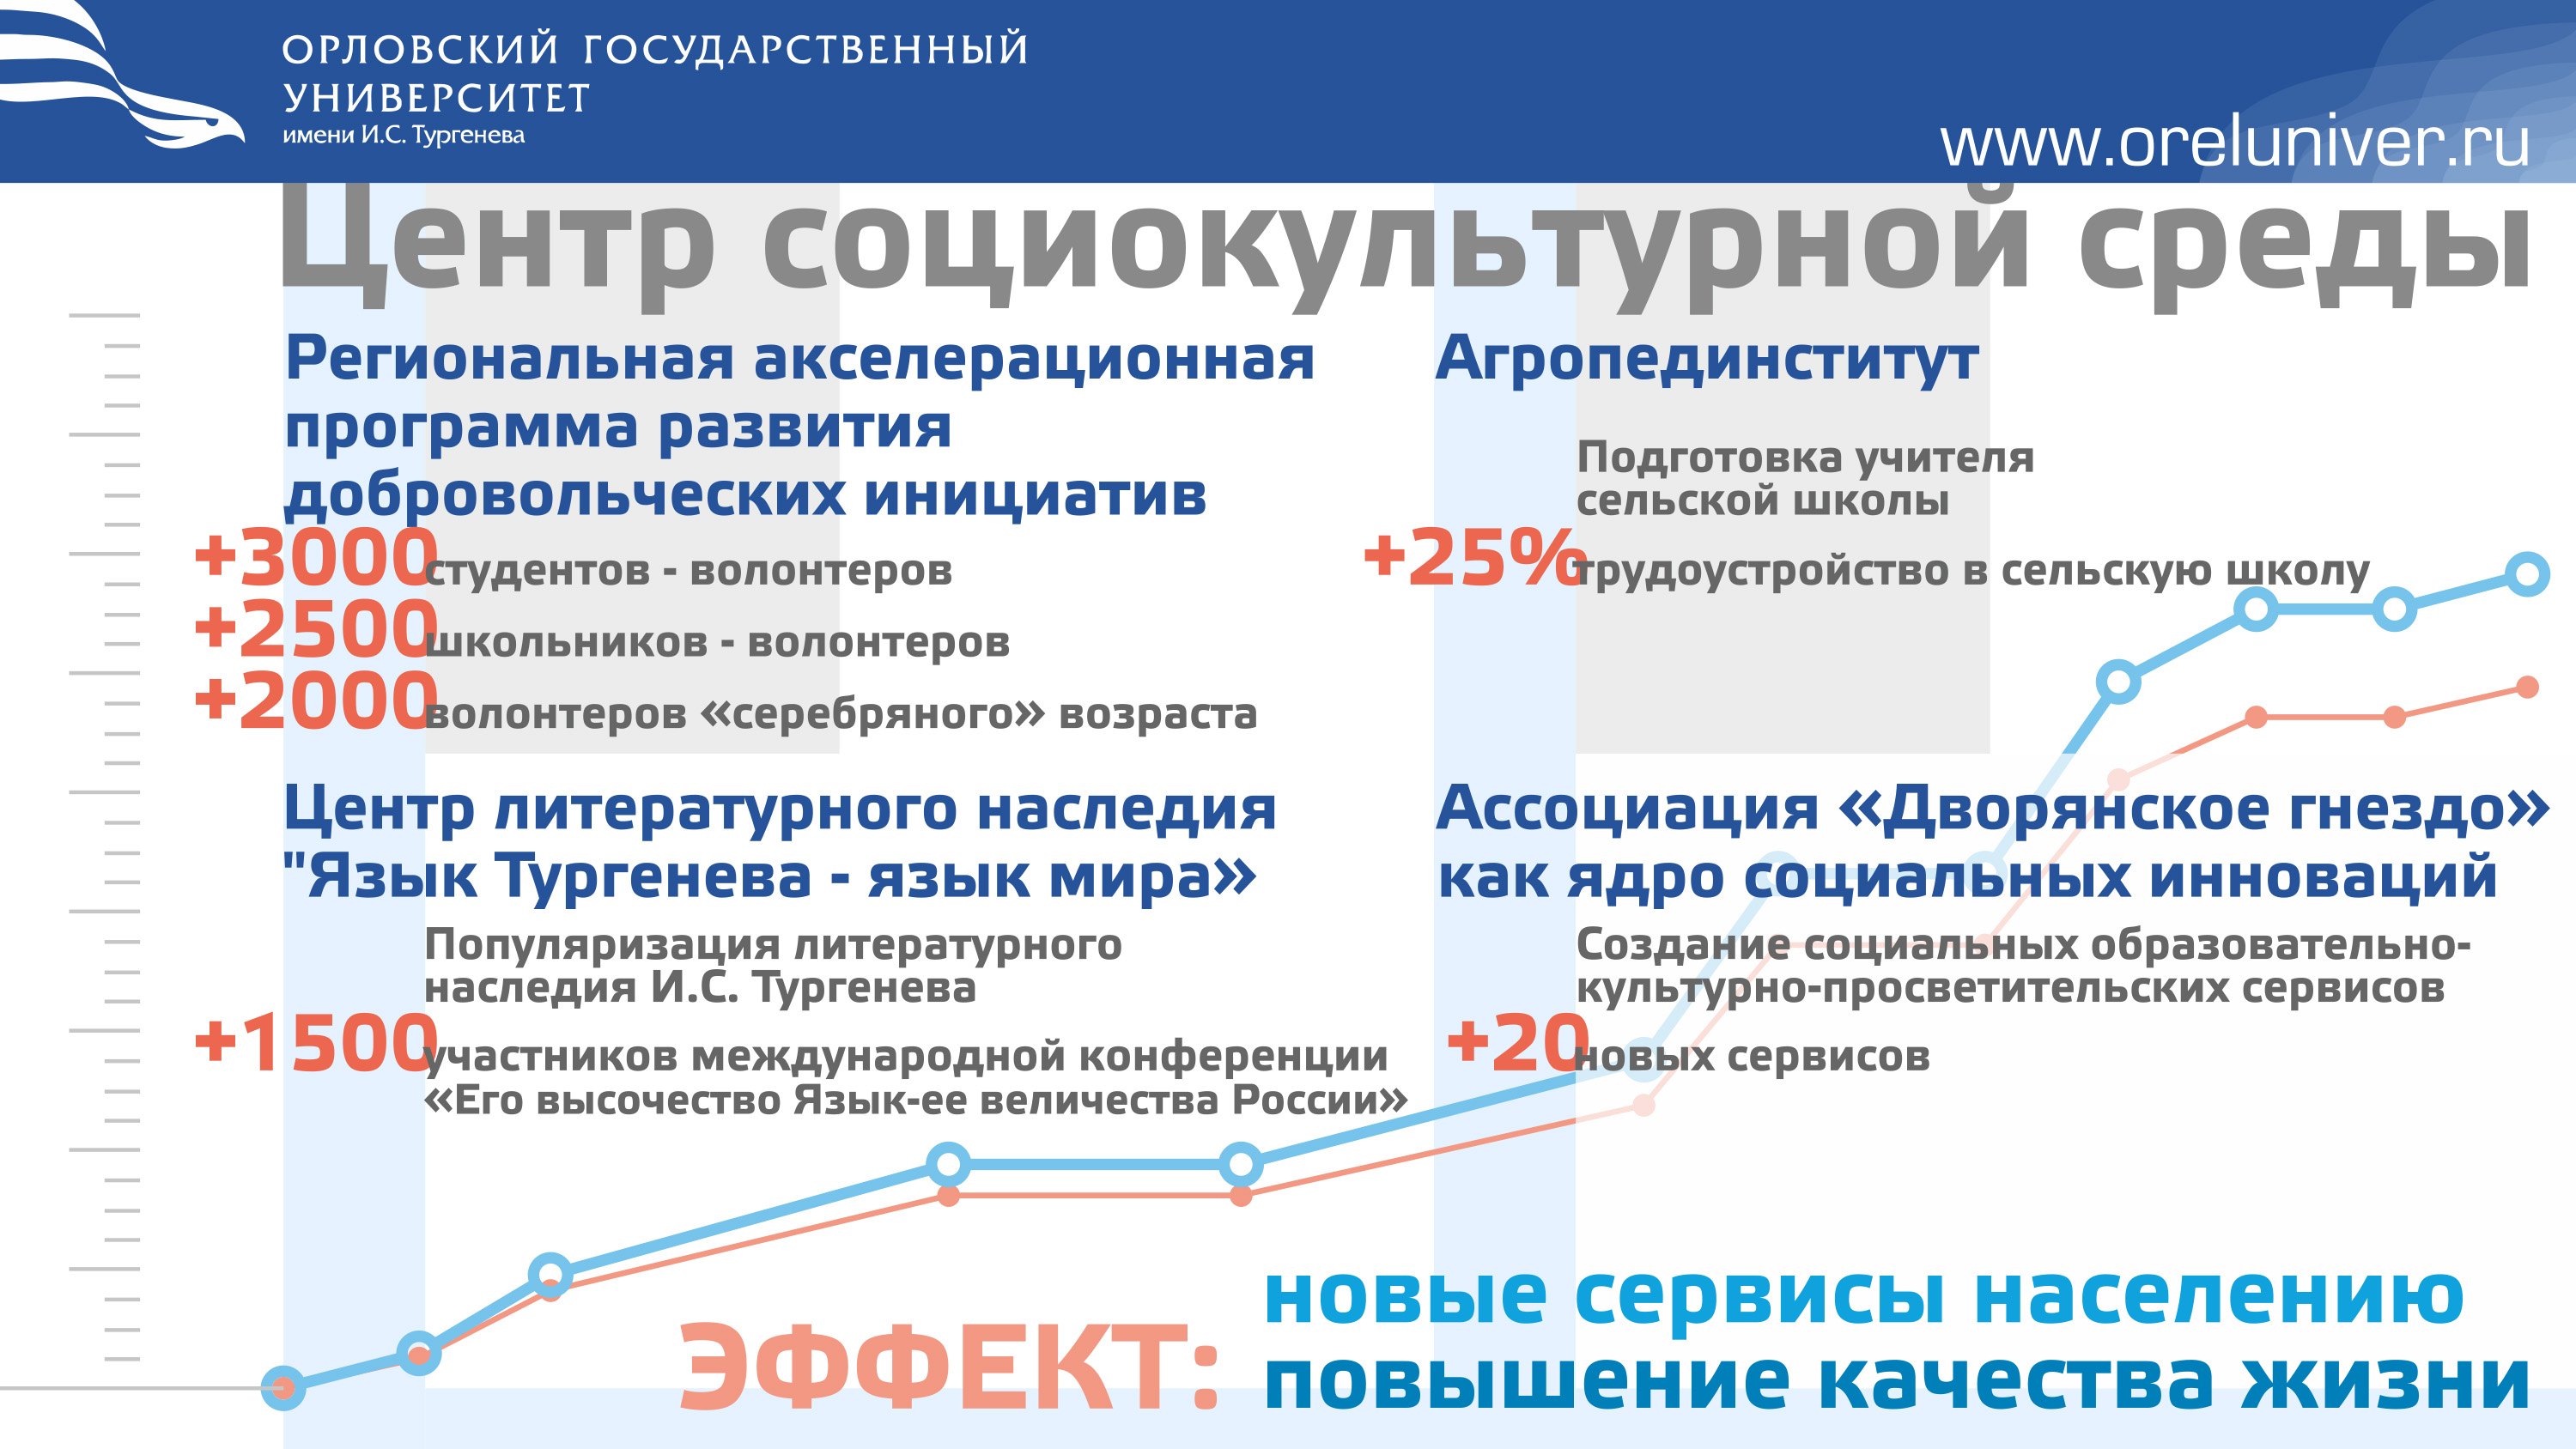 ОРЛОВСКИЙ ГОСУДАРСТВЕННЫЙ
УНИВЕРСИТЕТ
имени И.С. Тургенева
www.oreluniver.ru
Центр социокультурной среды
Региональная акселерационная
программа развития
добровольческих инициатив
+3000 студентов - волонтеров
+2500 школьников - волонтеров
+2000 волонтеров «серебряного» возраста
Агропединститут
Подготовка учителя
сельской школы
+25% трудоустройство в сельскую школу
Центр литературного наследия
"Язык Тургенева - язык мира»
Популяризация литературного
наследия И.С. Тургенева
+1500 участников международной конференции
«Его высочество Язык-ее величества России»
Ассоциация «Дворянское гнездо»
как ядро социальных инноваций
Создание социальных образовательно-
культурно-просветительских сервисов
+20 новых сервисов
ЭФФЕКТ: новые сервисы населению
повышение качества жизни